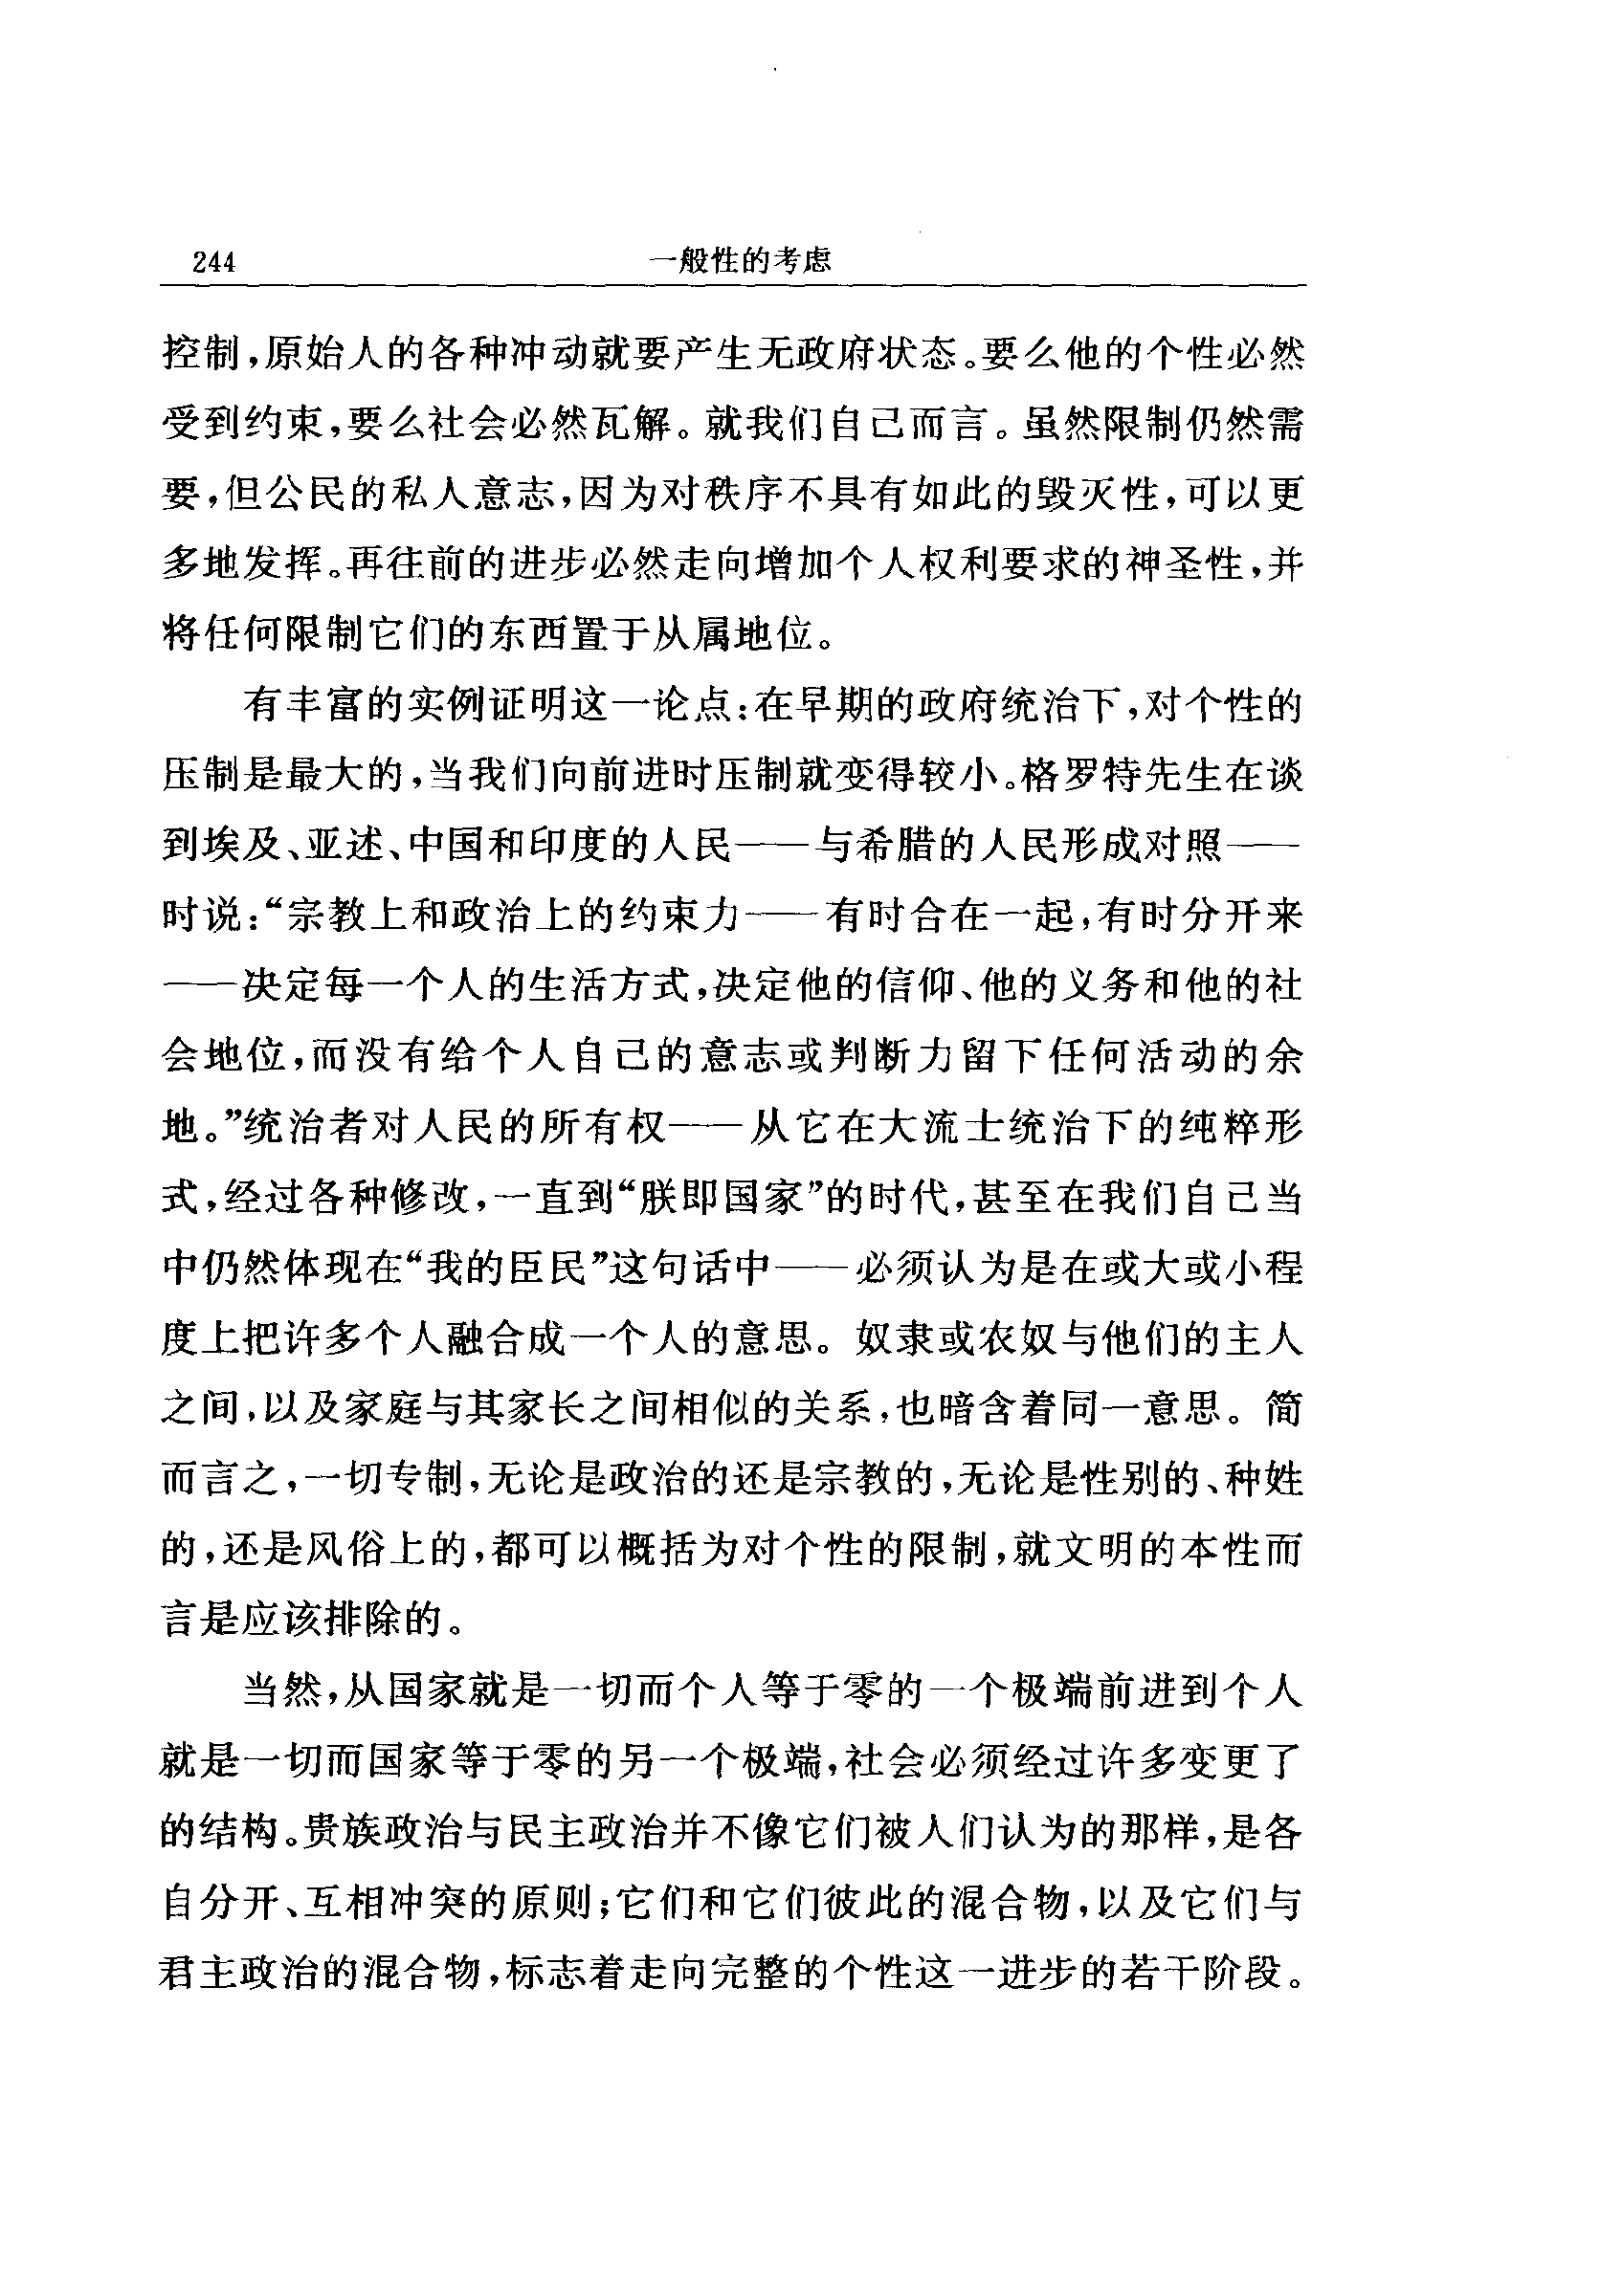 244 一般性的考虑
控制，原始人的各种冲动就要产生无政府状态。要么他的个性必然
受到约束，要么社会必然瓦解。就我们自己而言。虽然限制仍然需
要，但公民的私人意志，因为对秩序不具有如此的毁灭性，可以更
多地发挥。再往前的进步必然走向增加个人权利要求的神圣性，并
将任何限制它们的东西置于从属地位。
有丰富的实例证明这一论点：在早期的政府统治下，对个性的
压制是最大的，当我们向前进时压制就变得较小。格罗特先生在谈
到埃及、亚述、中国和印度的人民——与希腊的人民形成对照——
时说：“宗教上和政治上的约束力——有时合在一起，有时分开来
——决定每一个人的生活方式，决定他的信仰、他的义务和他的社
会地位，而没有给个人自己的意志或判断力留下任何活动的余
地。”统治者对人民的所有权——从它在大流士统治下的纯粹形
式，经过各种修改，一直到“朕即国家”的时代，甚至在我们自己当
中仍然体现在“我的臣民”这句话中——必须认为是在或大或小程
度上把许多个人融合成一个人的意思。奴隶或农奴与他们的主人
之间，以及家庭与其家长之间相似的关系，也暗含着同一意思。简
而言之，一切专制，无论是政治的还是宗教的，无论是性别的、种姓
的，还是风俗上的，都可以概括为对个性的限制，就文明的本性而
言是应该排除的。
当然，从国家就是一切而个人等于零的一个极端前进到个人
就是一切而国家等于零的另一个极端，社会必须经过许多变更了
的结构。贵族政治与民主政治并不像它们被人们认为的那样，是各
自分开、互相冲突的原则；它们和它们彼此的混合物，以及它们与
君主政治的混合物，标志着走向完整的个性这一进步的若干阶段。